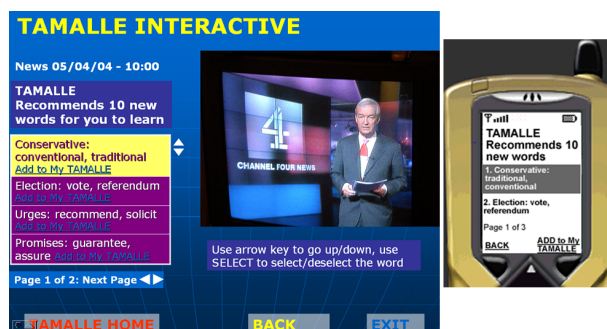 TAMALLE INTERACTIVE
News 05/04/04 - 10:00
TAMALLE
Recommends 10 new
words for you to learn
Conservative:
conventional, traditional
Add to My TAMALLE
Election: vote, referendum
Add to My TAMALLE
Urges: recommend, solicit
Add to My TAMALLE
Promises: guarantee,
assure Add to My TAMALLE
Page 1 of 2: Next Page
4
CHANNEL FOUR NEWS
Use arrow key to go up/down, use
SELECT to select/deselect the word
TAMALLE HOME
BACK
EXIT
TAMALLE
Recommends 10
new words
1. Conservative:
traditional,
conventional
2. Election: vote,
referendum
Page 1 of 3
BACK
ADD to My
TAMALLE